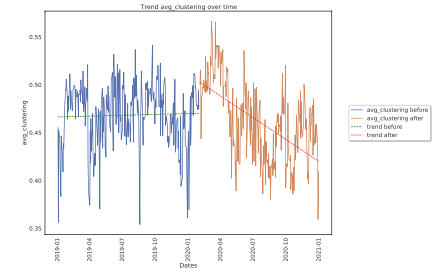 Trend avg_clustering over time
0.55
0.50
0.45
0.40
0.35
avg_clustering
2019-01
2019-04
2019-07
2019-10
2020-01
2020-04
2020-07
2020-10
2021-01
Dates
avg_clustering before
avg_clustering after
trend before
trend after